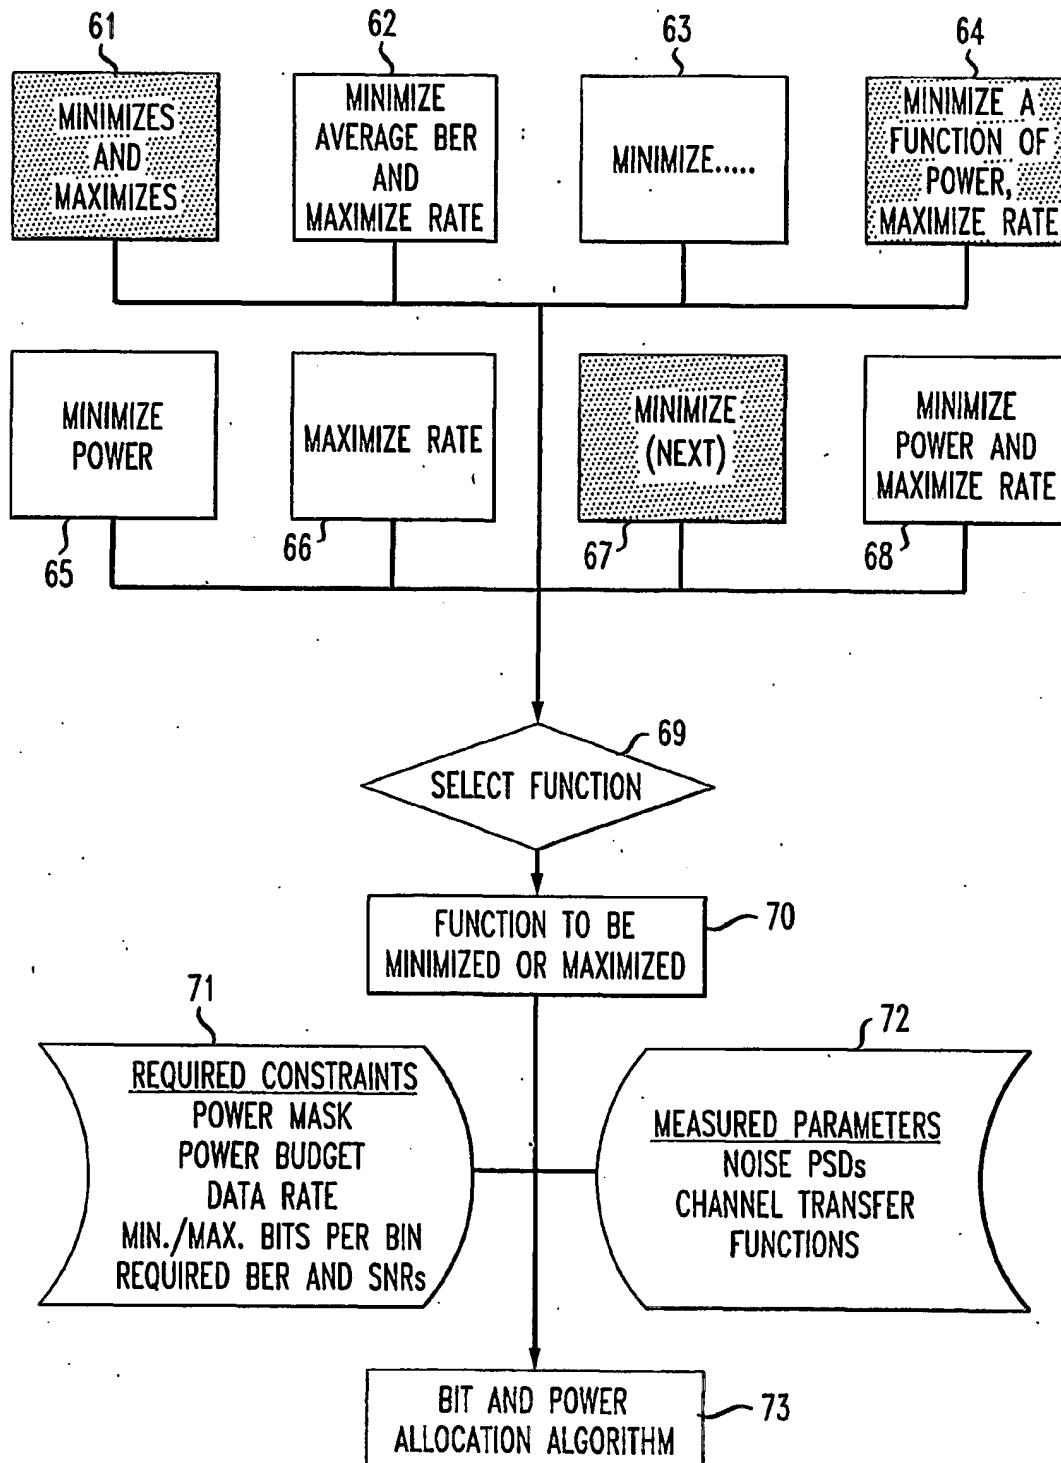 61
62
63
64
MINIMIZES
AND
MAXIMIZES
MINIMIZE
AVERAGE BER
AND
MAXIMIZE RATE
MINIMIZE.....
MINIMIZE A
FUNCTION OF
POWER,
MAXIMIZE RATE
MINIMIZE
POWER
MAXIMIZE RATE
MINIMIZE
(NEXT)
MINIMIZE
POWER AND
MAXIMIZE RATE
65
66
67
68
69
SELECT FUNCTION
FUNCTION TO BE
MINIMIZED OR MAXIMIZED
70
71
REQUIRED CONSTRAINTS
POWER MASK
POWER BUDGET
DATA RATE
MIN./MAX. BITS PER BIN
REQUIRED BER AND SNRs
72
MEASURED PARAMETERS
NOISE PSDs
CHANNEL TRANSFER
FUNCTIONS
BIT AND POWER
ALLOCATION ALGORITHM
73